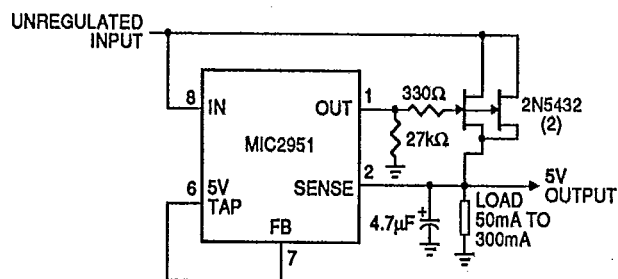 UNREGULATED
INPUT
8
IN
OUT
1
330Ω
27kΩ
2N5432
(2)
MIC2951
6
5V
TAP
SENSE
2
FB
7
4.7µF
+
LOAD
50mA TO
300mA
5V
OUTPUT